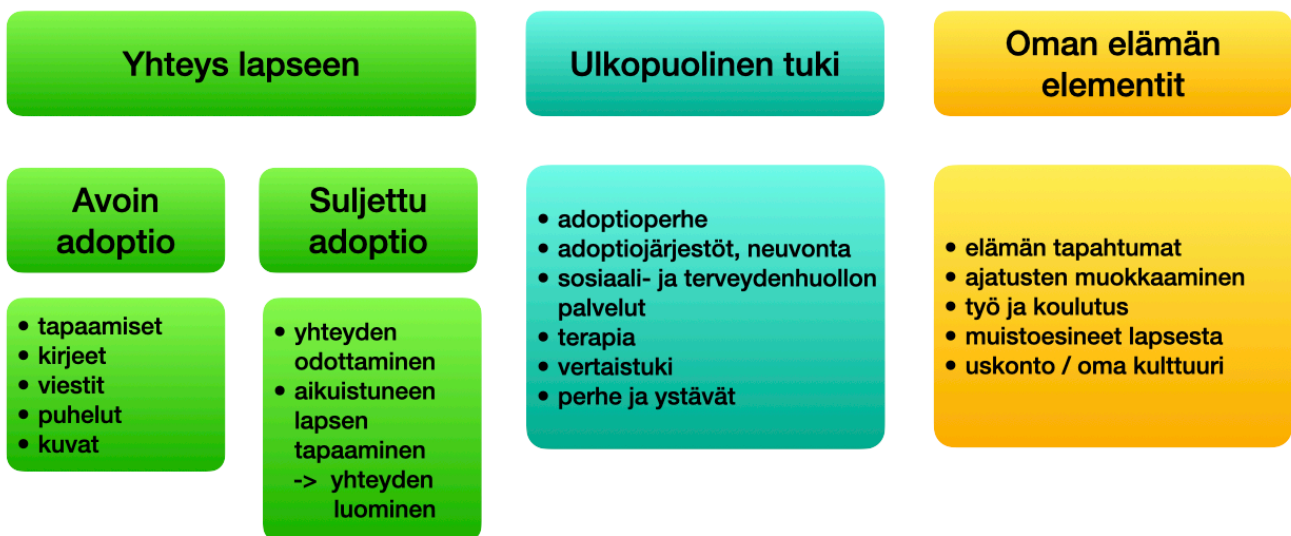 Yhteys lapseen
Ulkopuolinen tuki
Oman elämän
elementit
Avoin
adoptio
• tapaamiset
• kirjeet
• viestit
• puhelut
• kuvat
Suljettu
adoptio
• yhteyden
odottaminen
• aikuistuneen
lapsen
tapaaminen
-> yhteyden
luominen
• adoptioperhe
• adoptiojärjestöt, neuvonta
• sosiaali- ja terveydenhuollon
palvelut
• terapia
• vertaistuki
• perhe ja ystävät
• elämän tapahtumat
• ajatusten muokkaaminen
• työ ja koulutus
• muistoesineet lapsesta
• uskonto / oma kulttuuri